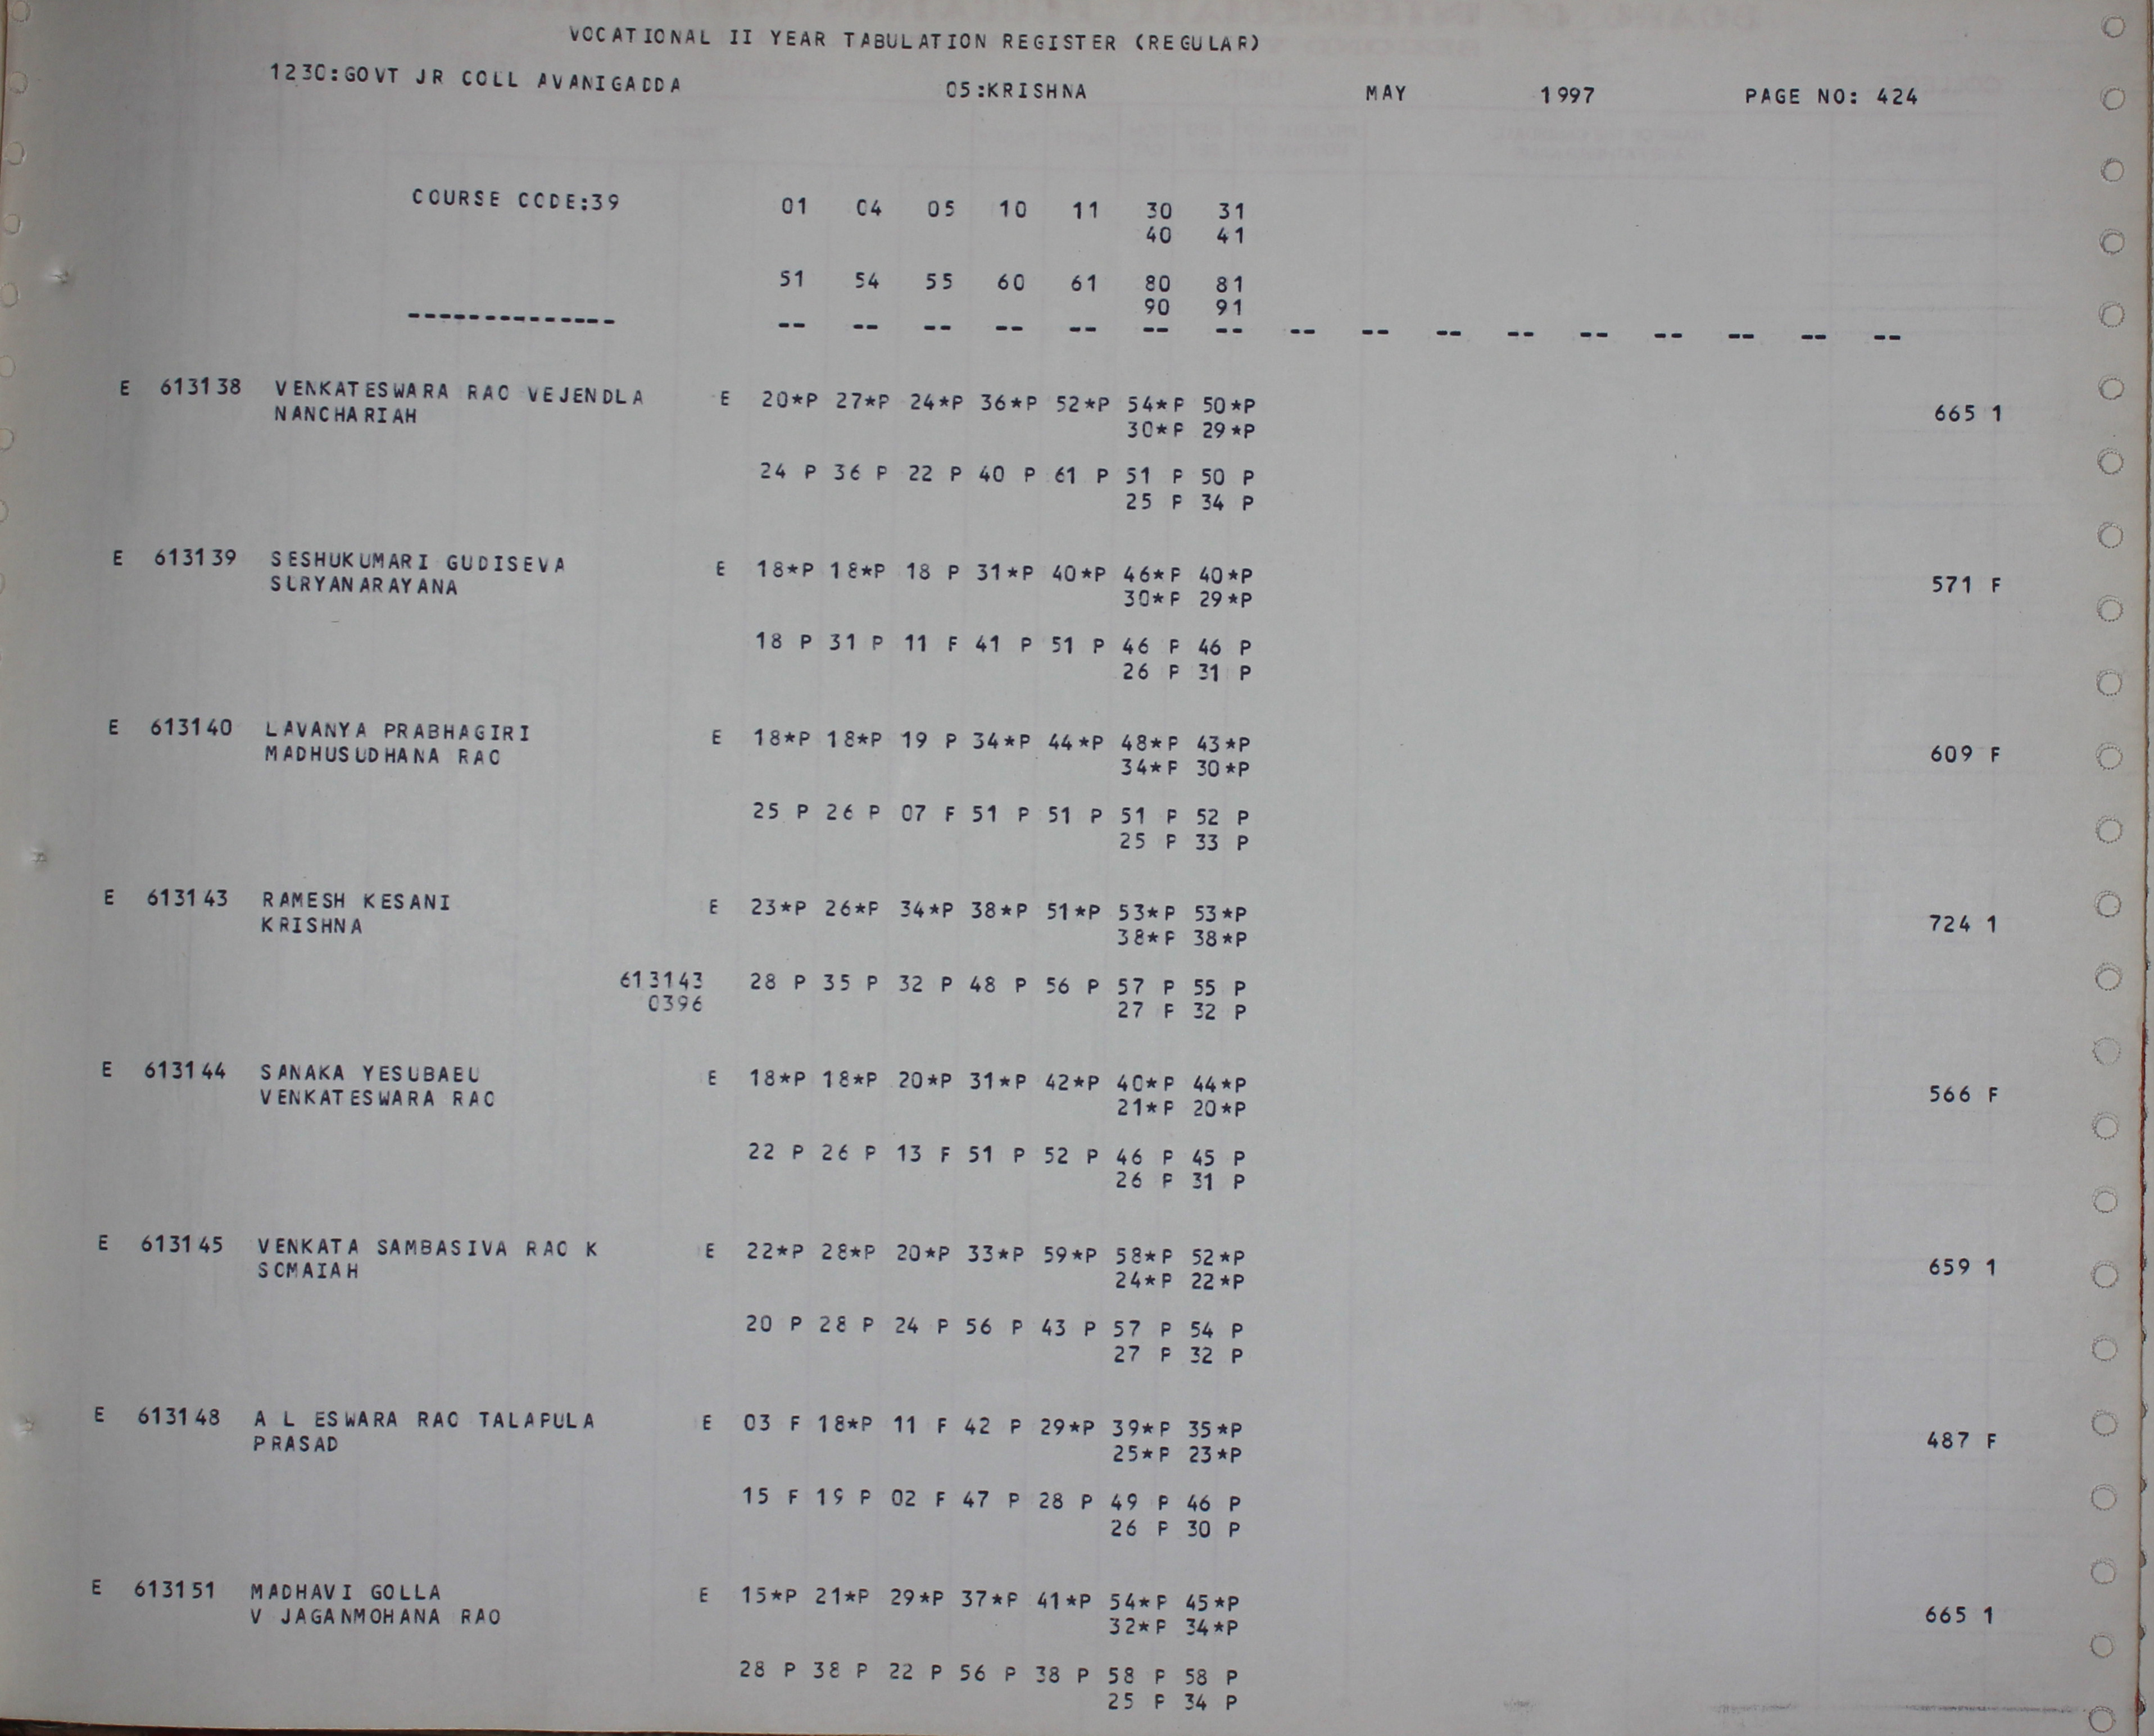 VOCATIONAL II YEAR TABULATION REGISTER (REGULAR)
1230:GOVT JR COLL AVANIGADDA 05:KRISHNA MAY 1997 PAGE NO: 424
COURSE CODE:39 01 04 05 10 11 30 31
40 41
51 54 55 60 61 80 81
90 91
-------------- -- -- -- -- -- -- -- -- -- -- -- -- -- -- -- --
E 613138 VENKATESWARA RAO VEJENDLA E 20*P 27*P 24*P 36*P 52*P 54*P 50*P
NANCHARIAH 30*P 29*P 665 1
24 P 36 P 22 P 40 P 61 P 51 P 50 P
25 P 34 P
E 613139 SESHUKUMARI GUDISEVA E 18*P 18*P 18 P 31*P 40*P 46*P 40*P
SURYANARAYANA 30*P 29*P 571 F
18 P 31 P 11 F 41 P 51 P 46 P 46 P
26 P 31 P
E 613140 LAVANYA PRABHAGIRI E 18*P 18*P 19 P 34*P 44*P 48*P 43*P
MADHUSUDHANA RAO 34*P 30*P 609 F
25 P 26 P 07 F 51 P 51 P 51 P 52 P
25 P 33 P
E 613143 RAMESH KESANI E 23*P 26*P 34*P 38*P 51*P 53*P 53*P
KRISHNA 38*P 38*P 724 1
613143 28 P 35 P 32 P 48 P 56 P 57 P 55 P
0396 27 P 32 P
E 613144 SANAKA YESUBABU E 18*P 18*P 20*P 31*P 42*P 40*P 44*P
VENKATESWARA RAO 21*P 20*P 566 F
22 P 26 P 13 F 51 P 52 P 46 P 45 P
26 P 31 P
E 613145 VENKATA SAMBASIVA RAO K E 22*P 28*P 20*P 33*P 59*P 58*P 52*P
SOMAIAH 24*P 22*P 659 1
20 P 28 P 24 P 56 P 43 P 57 P 54 P
27 P 32 P
E 613148 A L ESWARA RAO TALAPULA E 03 F 18*P 11 F 42 P 29*P 39*P 35*P
PRASAD 25*P 23*P 487 F
15 F 19 P 02 F 47 P 28 P 49 P 46 P
26 P 30 P
E 613151 MADHAVI GOLLA E 15*P 21*P 29*P 37*P 41*P 54*P 45*P
V JAGANMOHANA RAO 32*P 34*P 665 1
28 P 38 P 22 P 56 P 38 P 58 P 58 P
25 P 34 P